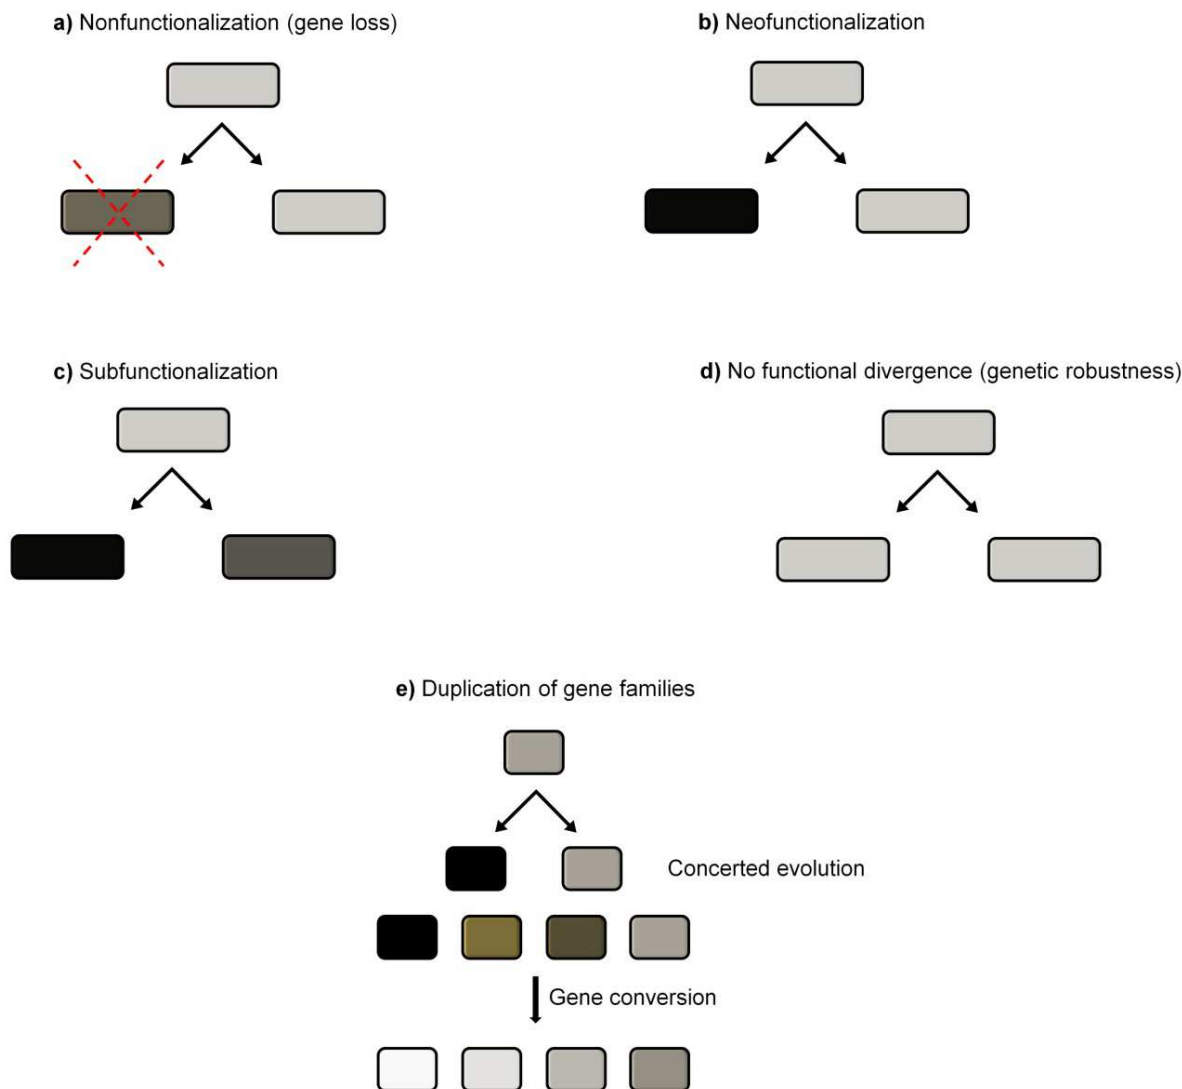 a) Nonfunctionalization (gene loss)
b) Neofunctionalization
c) Subfunctionalization
d) No functional divergence (genetic robustness)
e) Duplication of gene families
Concerted evolution
Gene conversion